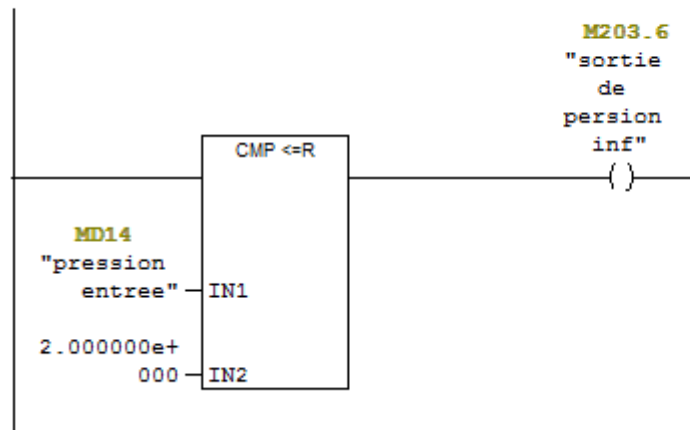 M203.6
"sortie
de
persion
inf"
CMP <=R
MD14
"pression
entree"
IN1
2.000000e+
000
IN2